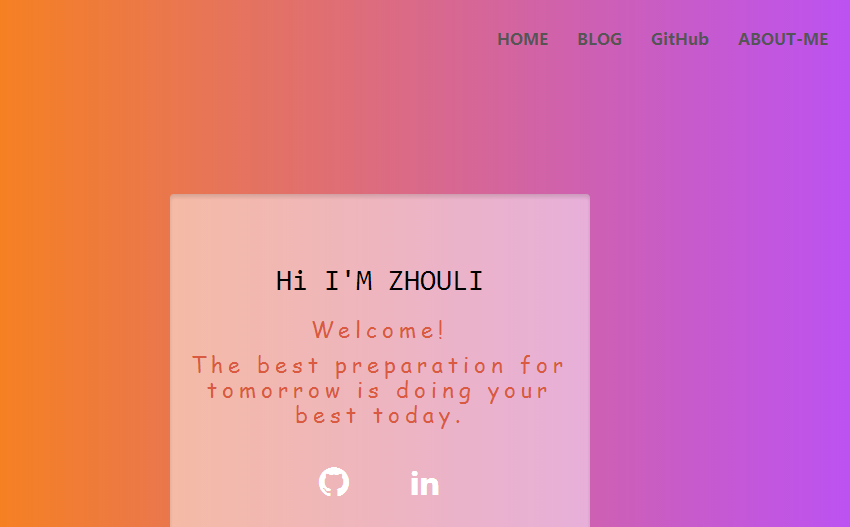 HOME BLOG GitHub ABOUT-ME
Hi I'M ZHOULI
Welcome!
The best preparation for
tomorrow is doing your
best today.
in